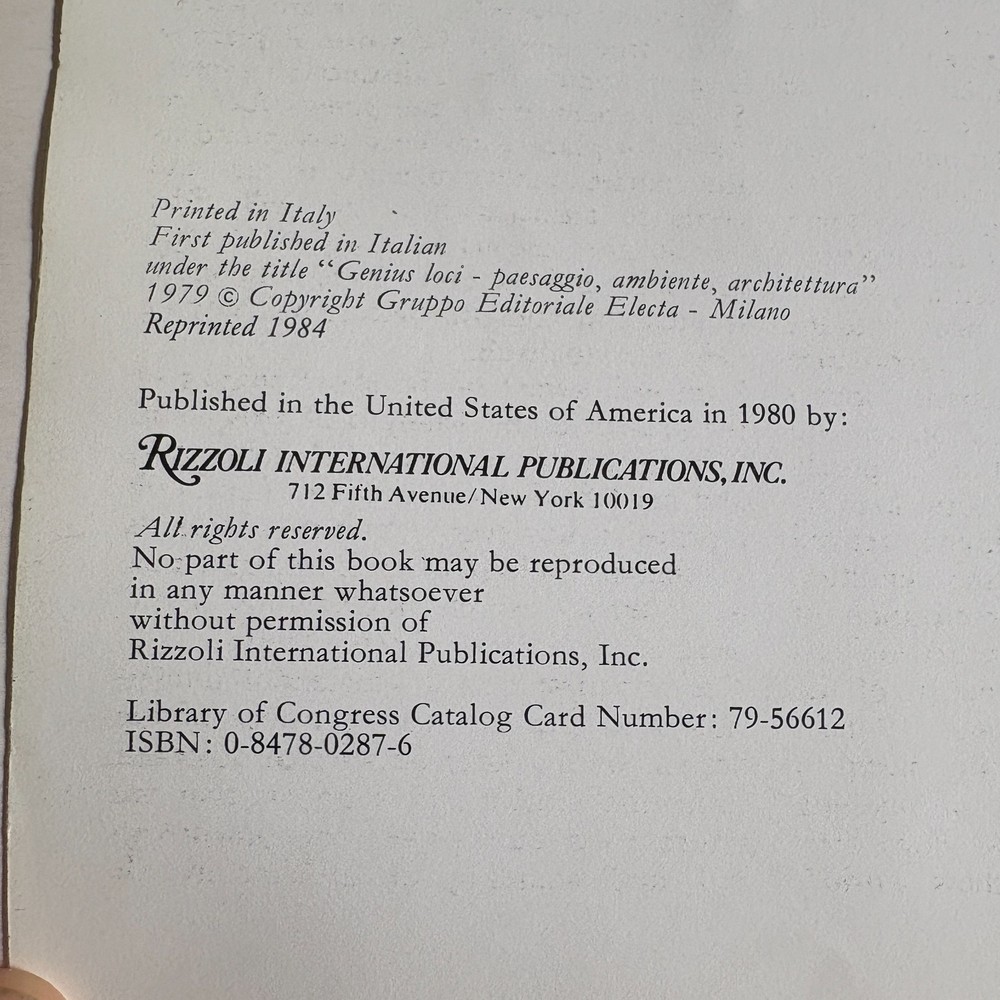 Printed in Italy
First published in Italian
under the title “Genius loci - paesaggio, ambiente, architettura”
1979 © Copyright Gruppo Editoriale Electa - Milano
Reprinted 1984
Published in the United States of America in 1980 by:
RIZZOLI INTERNATIONAL PUBLICATIONS, INC.
712 Fifth Avenue/New York 10019
All rights reserved.
No part of this book may be reproduced
in any manner whatsoever
without permission of
Rizzoli International Publications, Inc.
Library of Congress Catalog Card Number: 79-56612
ISBN: 0-8478-0287-6